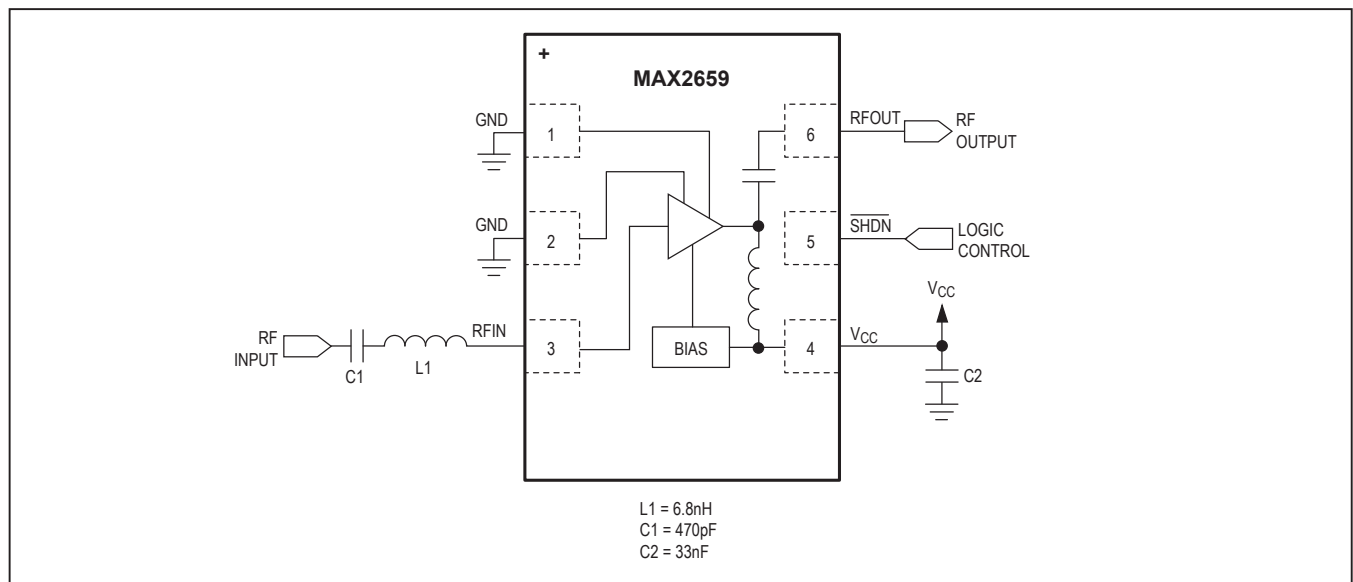 +
MAX2659
GND
1
6
RFOUT
RF
OUTPUT
GND
2
5
SHDN
LOGIC
CONTROL
VCC
RF
INPUT
C1
L1
RFIN
3
BIAS
4
VCC
C2
L1 = 6.8nH
C1 = 470pF
C2 = 33nF